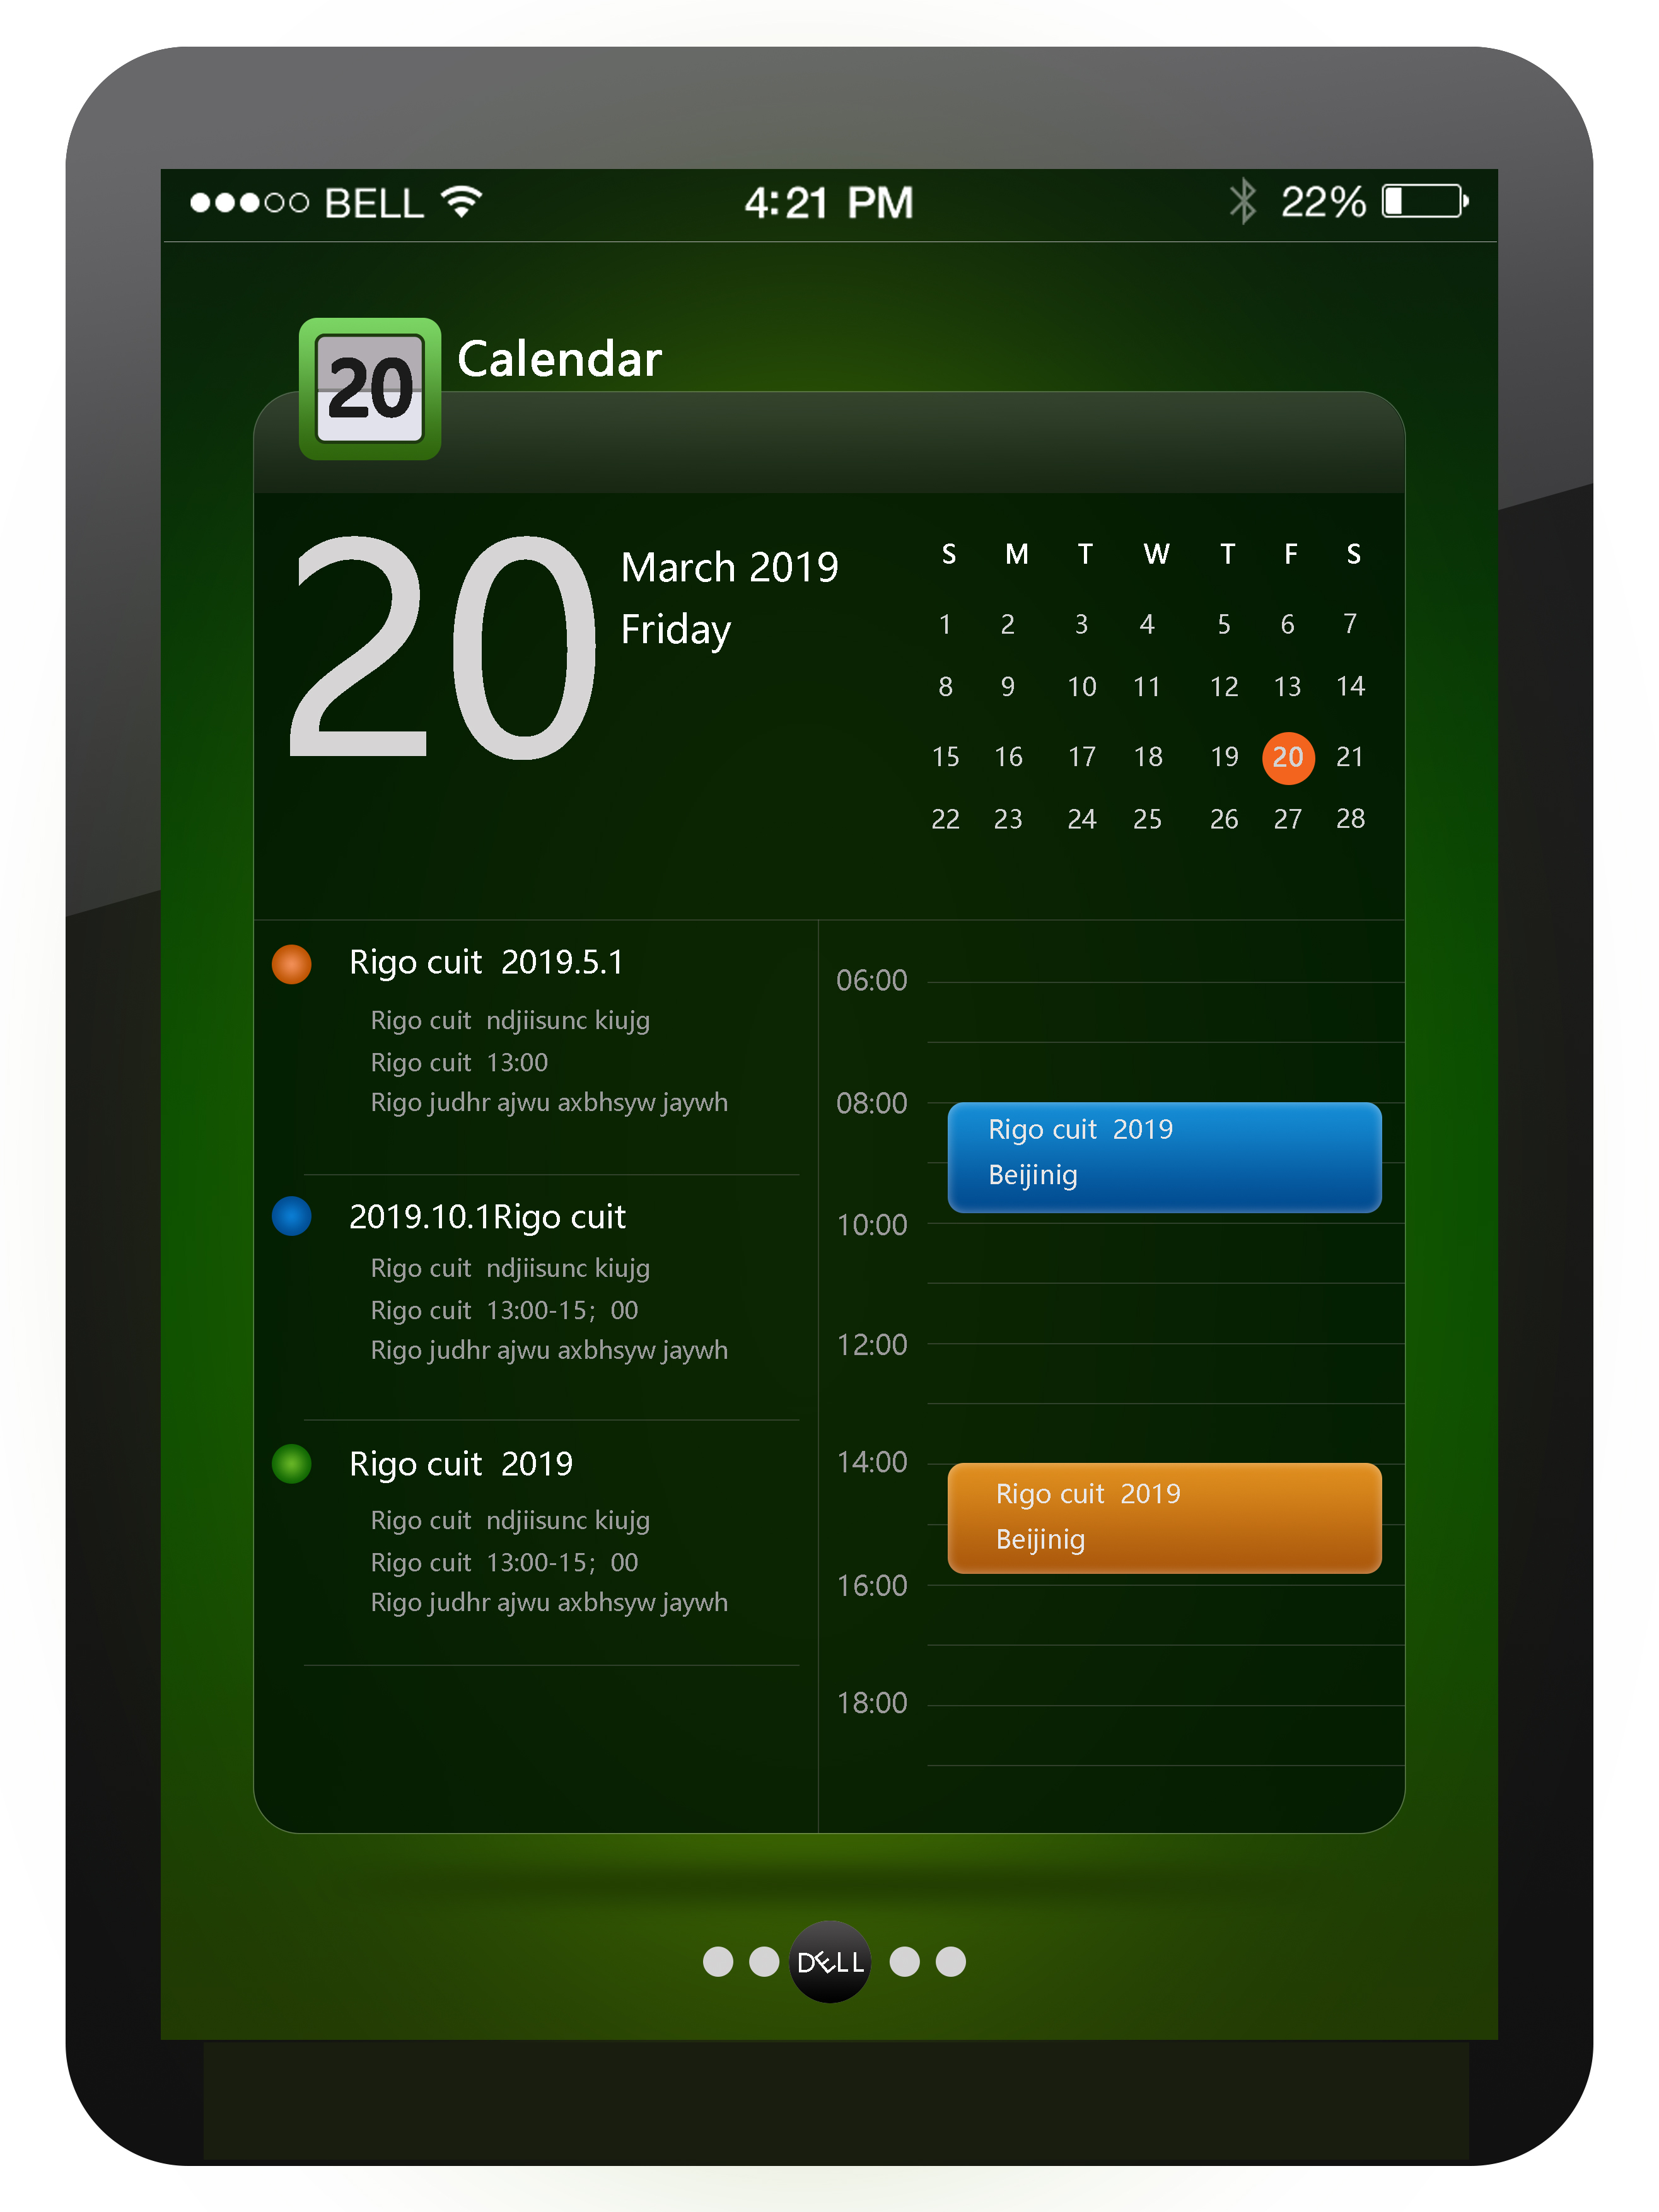 BELL 4:21 PM 22%
20 Calendar
20
March 2019
Friday
S M T W T F S
1 2 3 4 5 6 7
8 9 10 11 12 13 14
15 16 17 18 19 20 21
22 23 24 25 26 27 28
Rigo cuit 2019.5.1
Rigo cuit ndjiisunc kiujg
Rigo cuit 13:00
Rigo judhr ajwu axbhsyw jaywh
2019.10.1Rigo cuit
Rigo cuit ndjiisunc kiujg
Rigo cuit 13:00-15；00
Rigo judhr ajwu axbhsyw jaywh
Rigo cuit 2019
Rigo cuit ndjiisunc kiujg
Rigo cuit 13:00-15；00
Rigo judhr ajwu axbhsyw jaywh
06:00
08:00
Rigo cuit 2019
Beijinig
10:00
12:00
14:00
Rigo cuit 2019
Beijinig
16:00
18:00
DELL